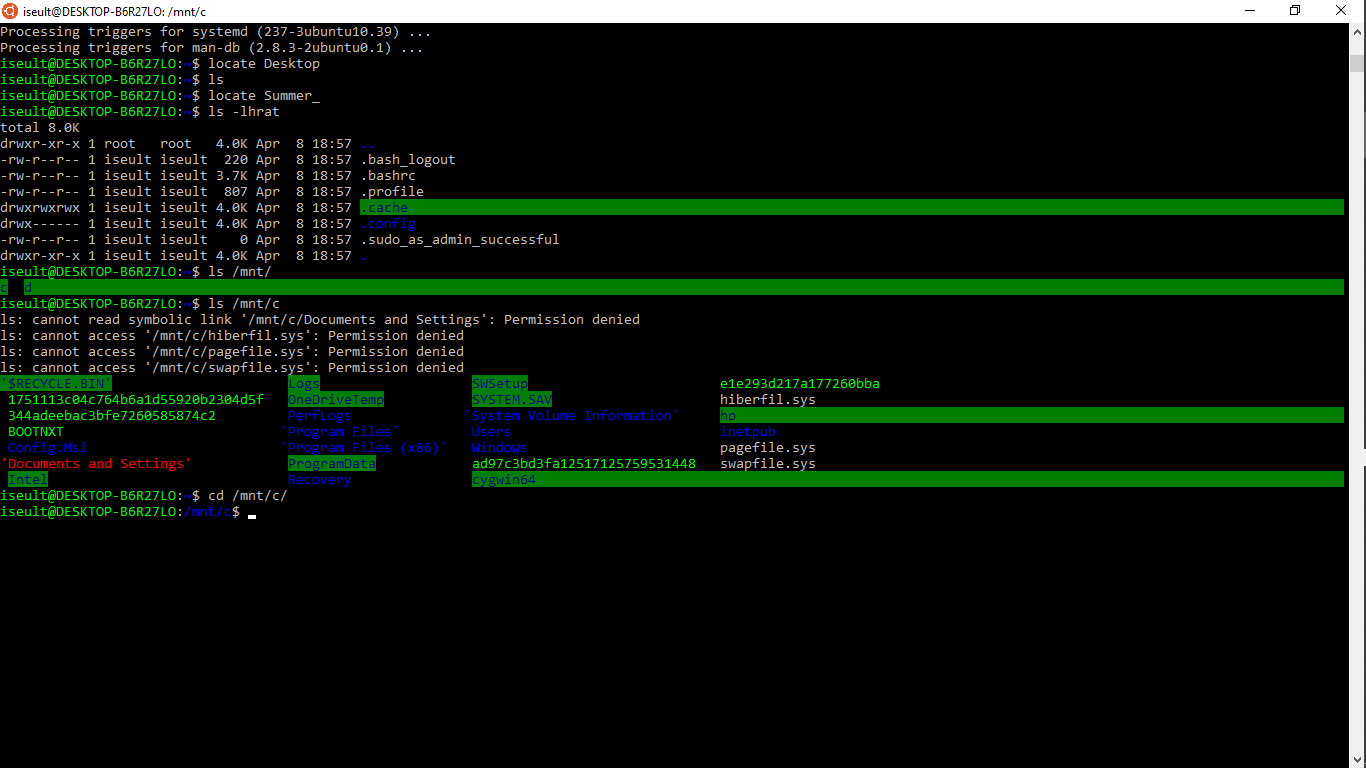 iseult@DESKTOP-B6R27LO: /mnt/c
Processing triggers for systemd (237-3ubuntu10.39) ...
Processing triggers for man-db (2.8.3-2ubuntu0.1) ...
iseult@DESKTOP-B6R27LO:~$ locate Desktop
iseult@DESKTOP-B6R27LO:~$ ls
iseult@DESKTOP-B6R27LO:~$ locate Summer_
iseult@DESKTOP-B6R27LO:~$ ls -lhrat
total 8.0K
drwxr-xr-x 1 root   root   4.0K Apr  8 18:57 ..
-rw-r--r-- 1 iseult iseult  220 Apr  8 18:57 .bash_logout
-rw-r--r-- 1 iseult iseult 3.7K Apr  8 18:57 .bashrc
-rw-r--r-- 1 iseult iseult  807 Apr  8 18:57 .profile
drwxrwxrwx 1 iseult iseult 4.0K Apr  8 18:57 .cache
drwx------ 1 iseult iseult 4.0K Apr  8 18:57 .config
-rw-r--r-- 1 iseult iseult    0 Apr  8 18:57 .sudo_as_admin_successful
drwxr-xr-x 1 iseult iseult 4.0K Apr  8 18:57 .
iseult@DESKTOP-B6R27LO:~$ ls /mnt/
c  d
iseult@DESKTOP-B6R27LO:~$ ls /mnt/c
ls: cannot read symbolic link '/mnt/c/Documents and Settings': Permission denied
ls: cannot access '/mnt/c/hiberfil.sys': Permission denied
ls: cannot access '/mnt/c/pagefile.sys': Permission denied
ls: cannot access '/mnt/c/swapfile.sys': Permission denied
'$RECYCLE.BIN'                      Logs                   SWSetup                        e1e293d217a177260bba
 1751113c04c764b6a1d55920b2304d5f   OneDriveTemp           SYSTEM.SAV                     hiberfil.sys
 344adeebac3bfe7260585874c2         PerfLogs              'System Volume Information'     hp
 BOOTNXT                           'Program Files'         Users                          inetpub
 Config.Msi                        'Program Files (x86)'   Windows                        pagefile.sys
'Documents and Settings'            ProgramData            ad97c3bd3fa12517125759531448   swapfile.sys
 Intel                              Recovery               cygwin64
iseult@DESKTOP-B6R27LO:~$ cd /mnt/c/
iseult@DESKTOP-B6R27LO:/mnt/c$